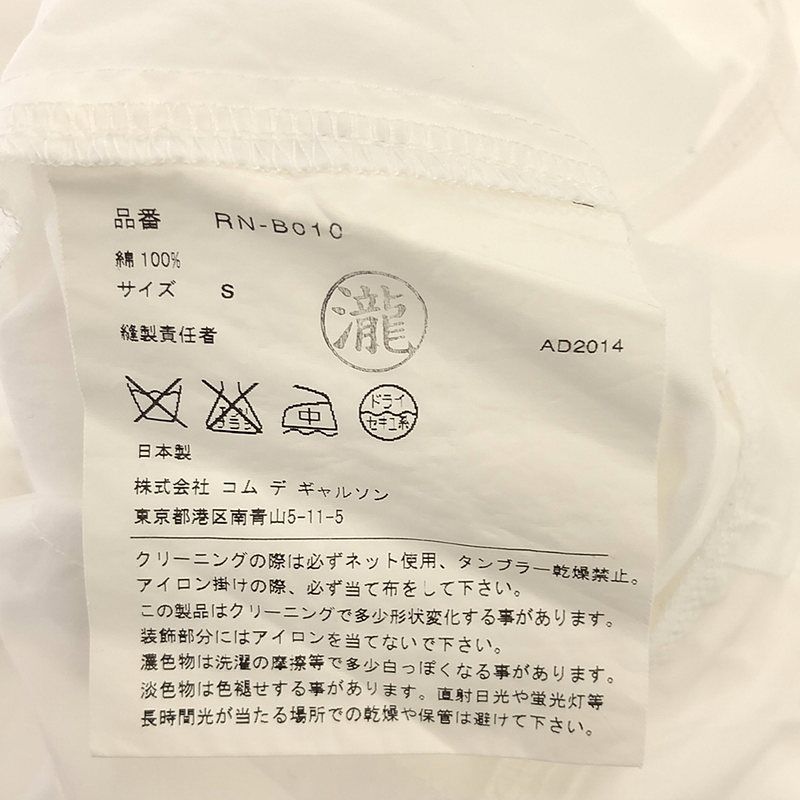 品番 RN-B010
綿100%
サイズ S
縫製責任者 瀧 AD2014
エンソ サラシ 中 ドライ セキユ系
日本製
株式会社 コム デ ギャルソン
東京都港区南青山5-11-5
クリーニングの際は必ずネット使用、タンブラー乾燥禁止。
アイロン掛けの際、必ず当て布をして下さい。
この製品はクリーニングで多少形状変化する事があります。
装飾部分にはアイロンを当てないで下さい。
濃色物は洗濯の摩擦等で多少白っぽくなる事があります。
淡色物は色褪せする事があります。直射日光や蛍光灯等
長時間光が当たる場所での乾燥や保管は避けて下さい。